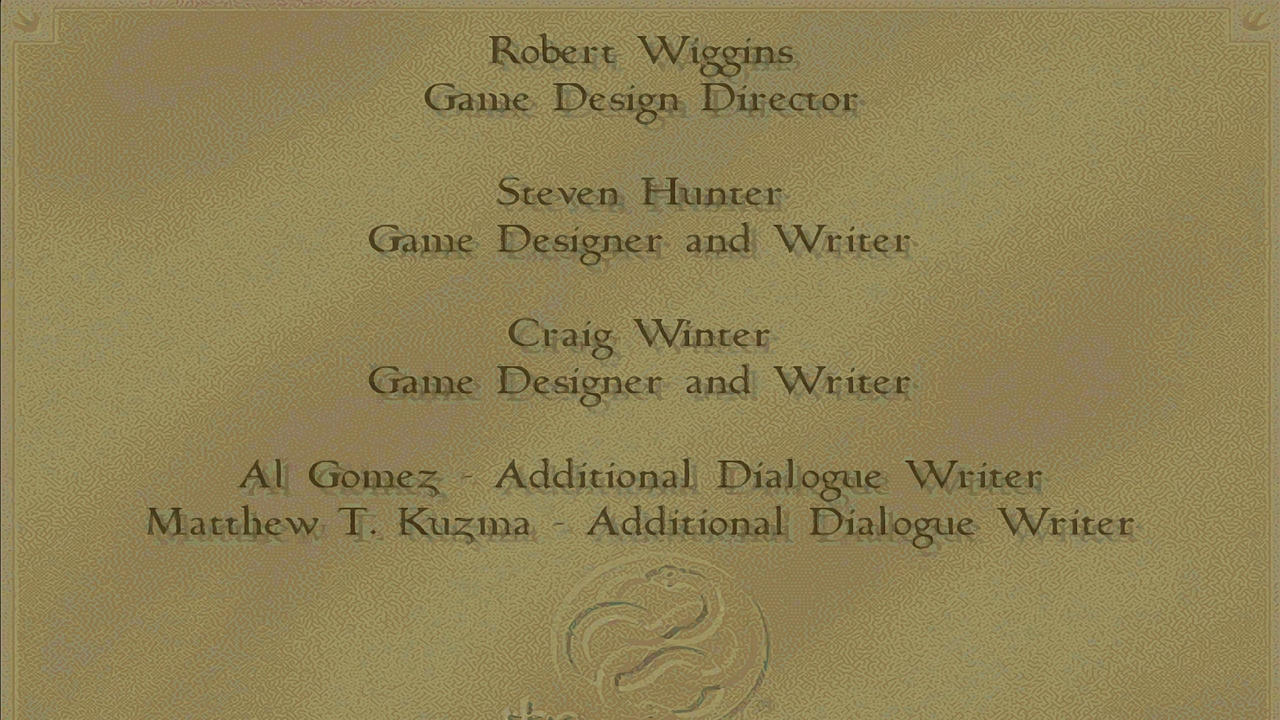 Robert Wiggins
Game Design Director
Steven Hunter
Game Designer and Writer
Craig Winter
Game Designer and Writer
Al Gomez - Additional Dialogue Writer
Matthew T. Kuzma - Additional Dialogue Writer